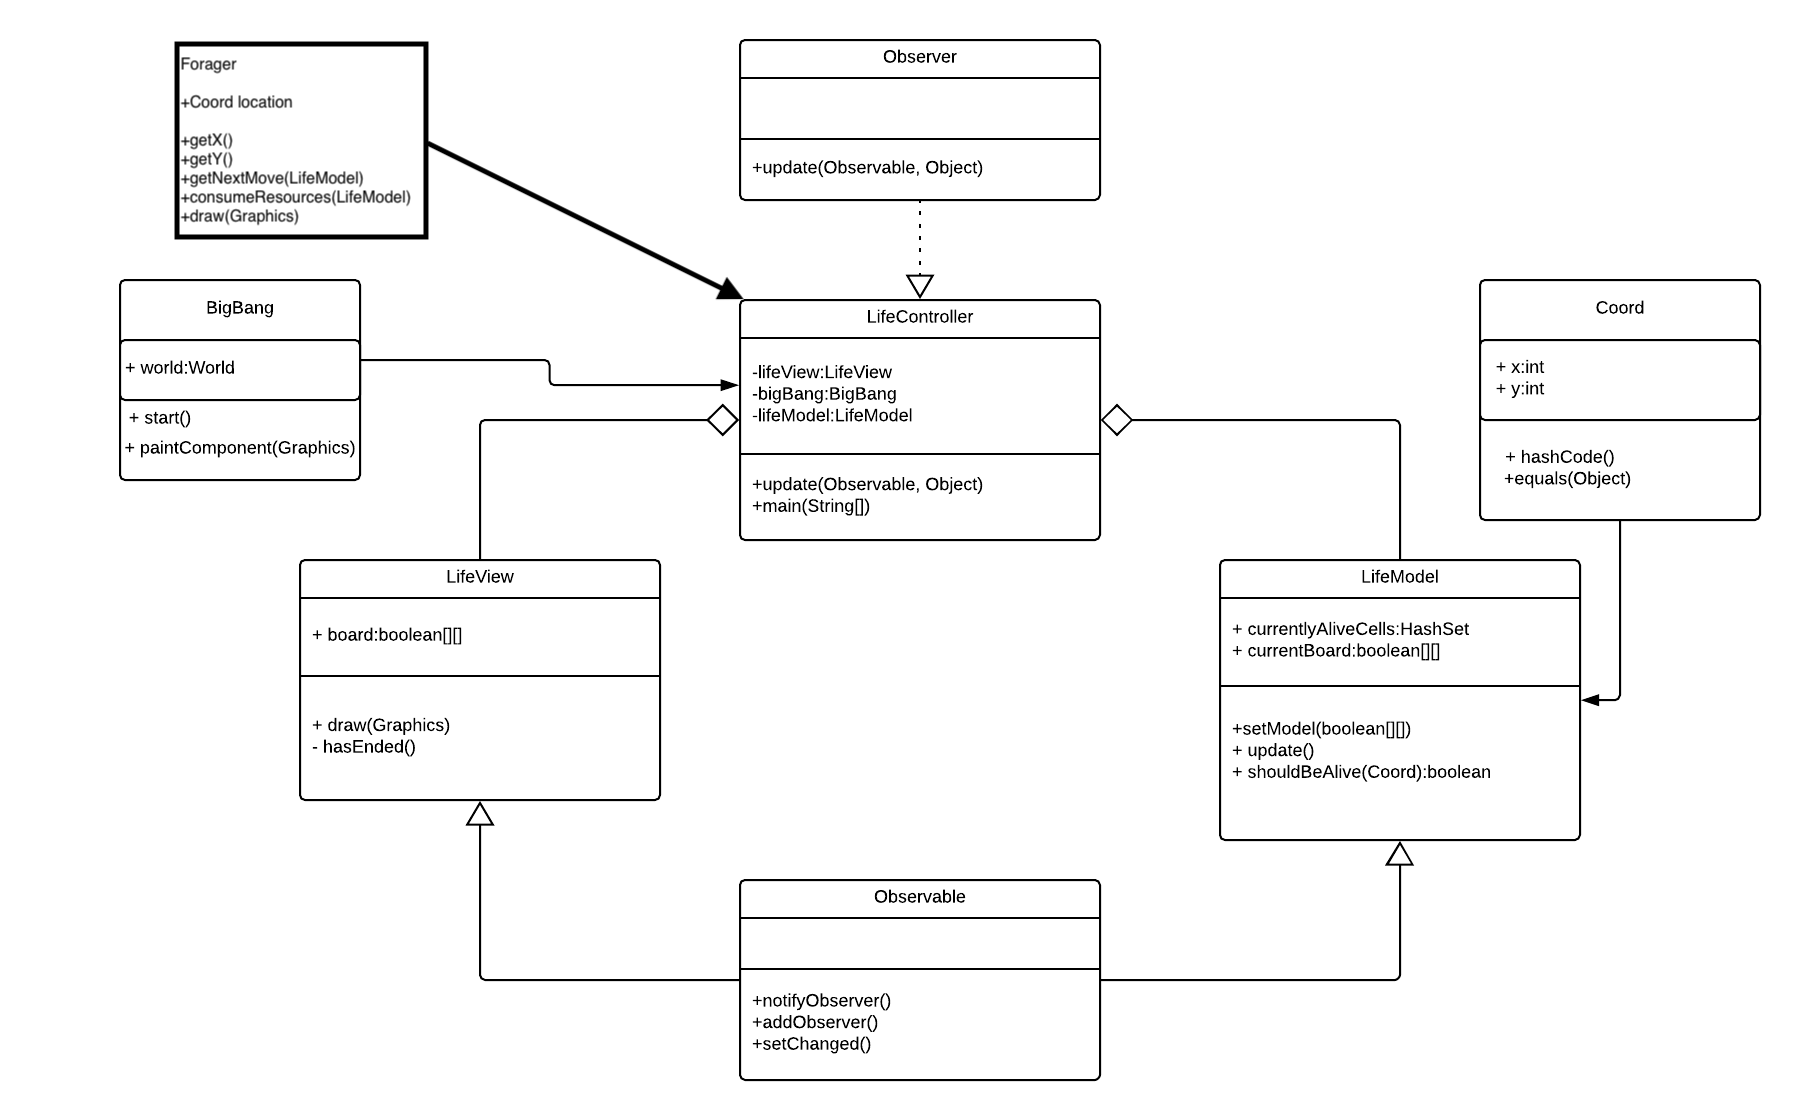 Forager
+Coord location
+getX()
+getY()
+getNextMove(LifeModel)
+consumeResources(LifeModel)
+draw(Graphics)
Observer
+update(Observable, Object)
BigBang
+ world:World
+ start()
+ paintComponent(Graphics)
LifeController
-lifeView:LifeView
-bigBang:BigBang
-lifeModel:LifeModel
+update(Observable, Object)
+main(String[])
Coord
+ x:int
+ y:int
+ hashCode()
+equals(Object)
LifeView
+ board:boolean[][]
+ draw(Graphics)
- hasEnded()
LifeModel
+ currentlyAliveCells:HashSet
+ currentBoard:boolean[][]
+setModel(boolean[][])
+ update()
+ shouldBeAlive(Coord):boolean
Observable
+notifyObserver()
+addObserver()
+setChanged()